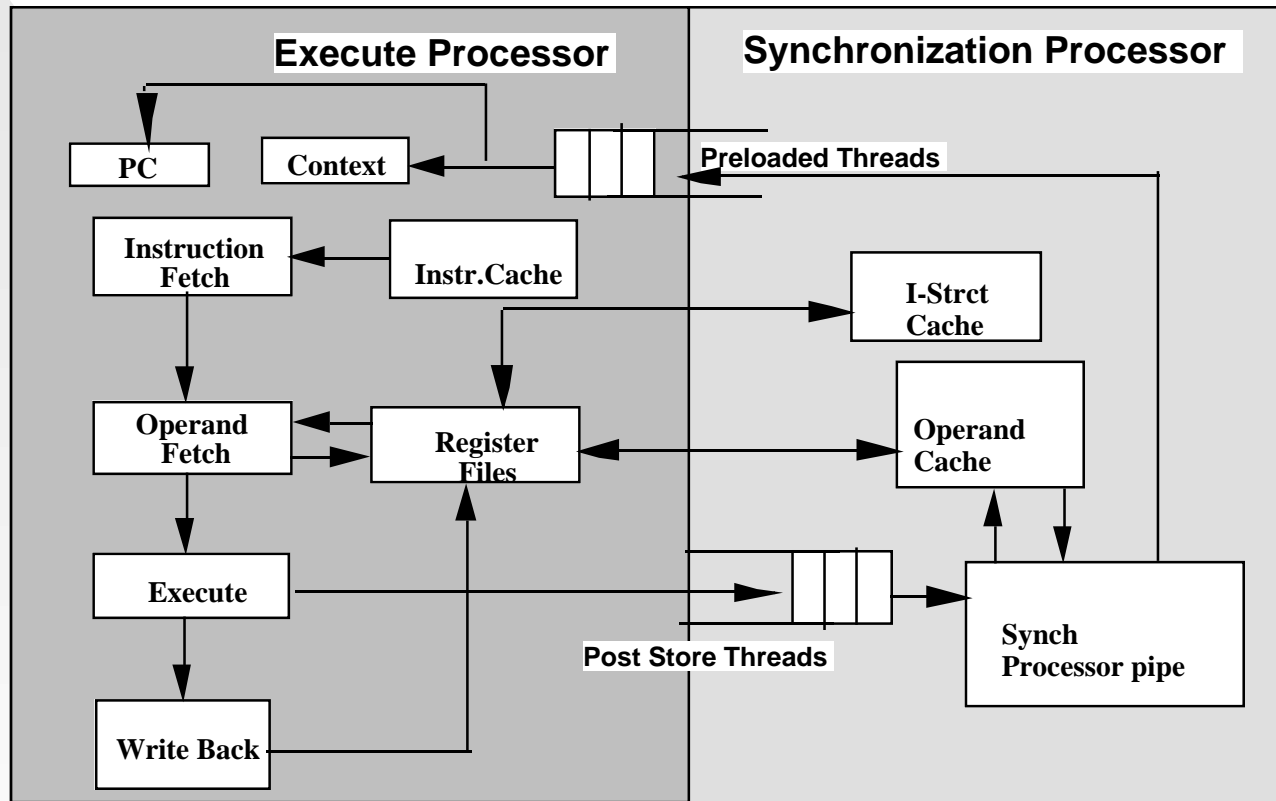 Execute Processor
Synchronization Processor
PC
Context
Preloaded Threads
Instruction
Fetch
Instr.Cache
I-Strct
Cache
Operand
Fetch
Register
Files
Operand
Cache
Execute
Post Store Threads
Synch
Processor pipe
Write Back